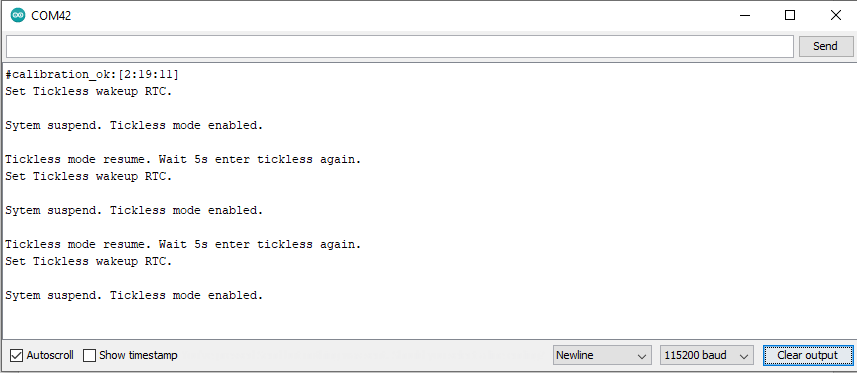 COM42
Send
#calibration_ok:[2:19:11]
Set Tickless wakeup RTC.
Sytem suspend. Tickless mode enabled.
Tickless mode resume. Wait 5s enter tickless again.
Set Tickless wakeup RTC.
Sytem suspend. Tickless mode enabled.
Tickless mode resume. Wait 5s enter tickless again.
Set Tickless wakeup RTC.
Sytem suspend. Tickless mode enabled.
Autoscroll Show timestamp Newline 115200 baud Clear output